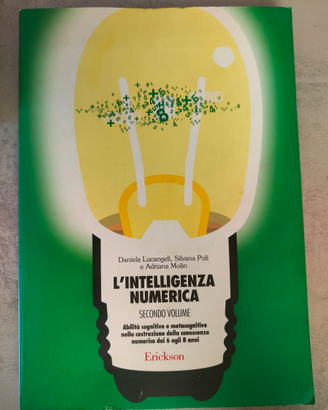 Daniela Lucangeli, Silvana Poli
e Adriana Molin
L'INTELLIGENZA
NUMERICA
SECONDO VOLUME
Abilità cognitive e metacognitive
nella costruzione della conoscenza
numerica dai 6 agli 8 anni
Erickson